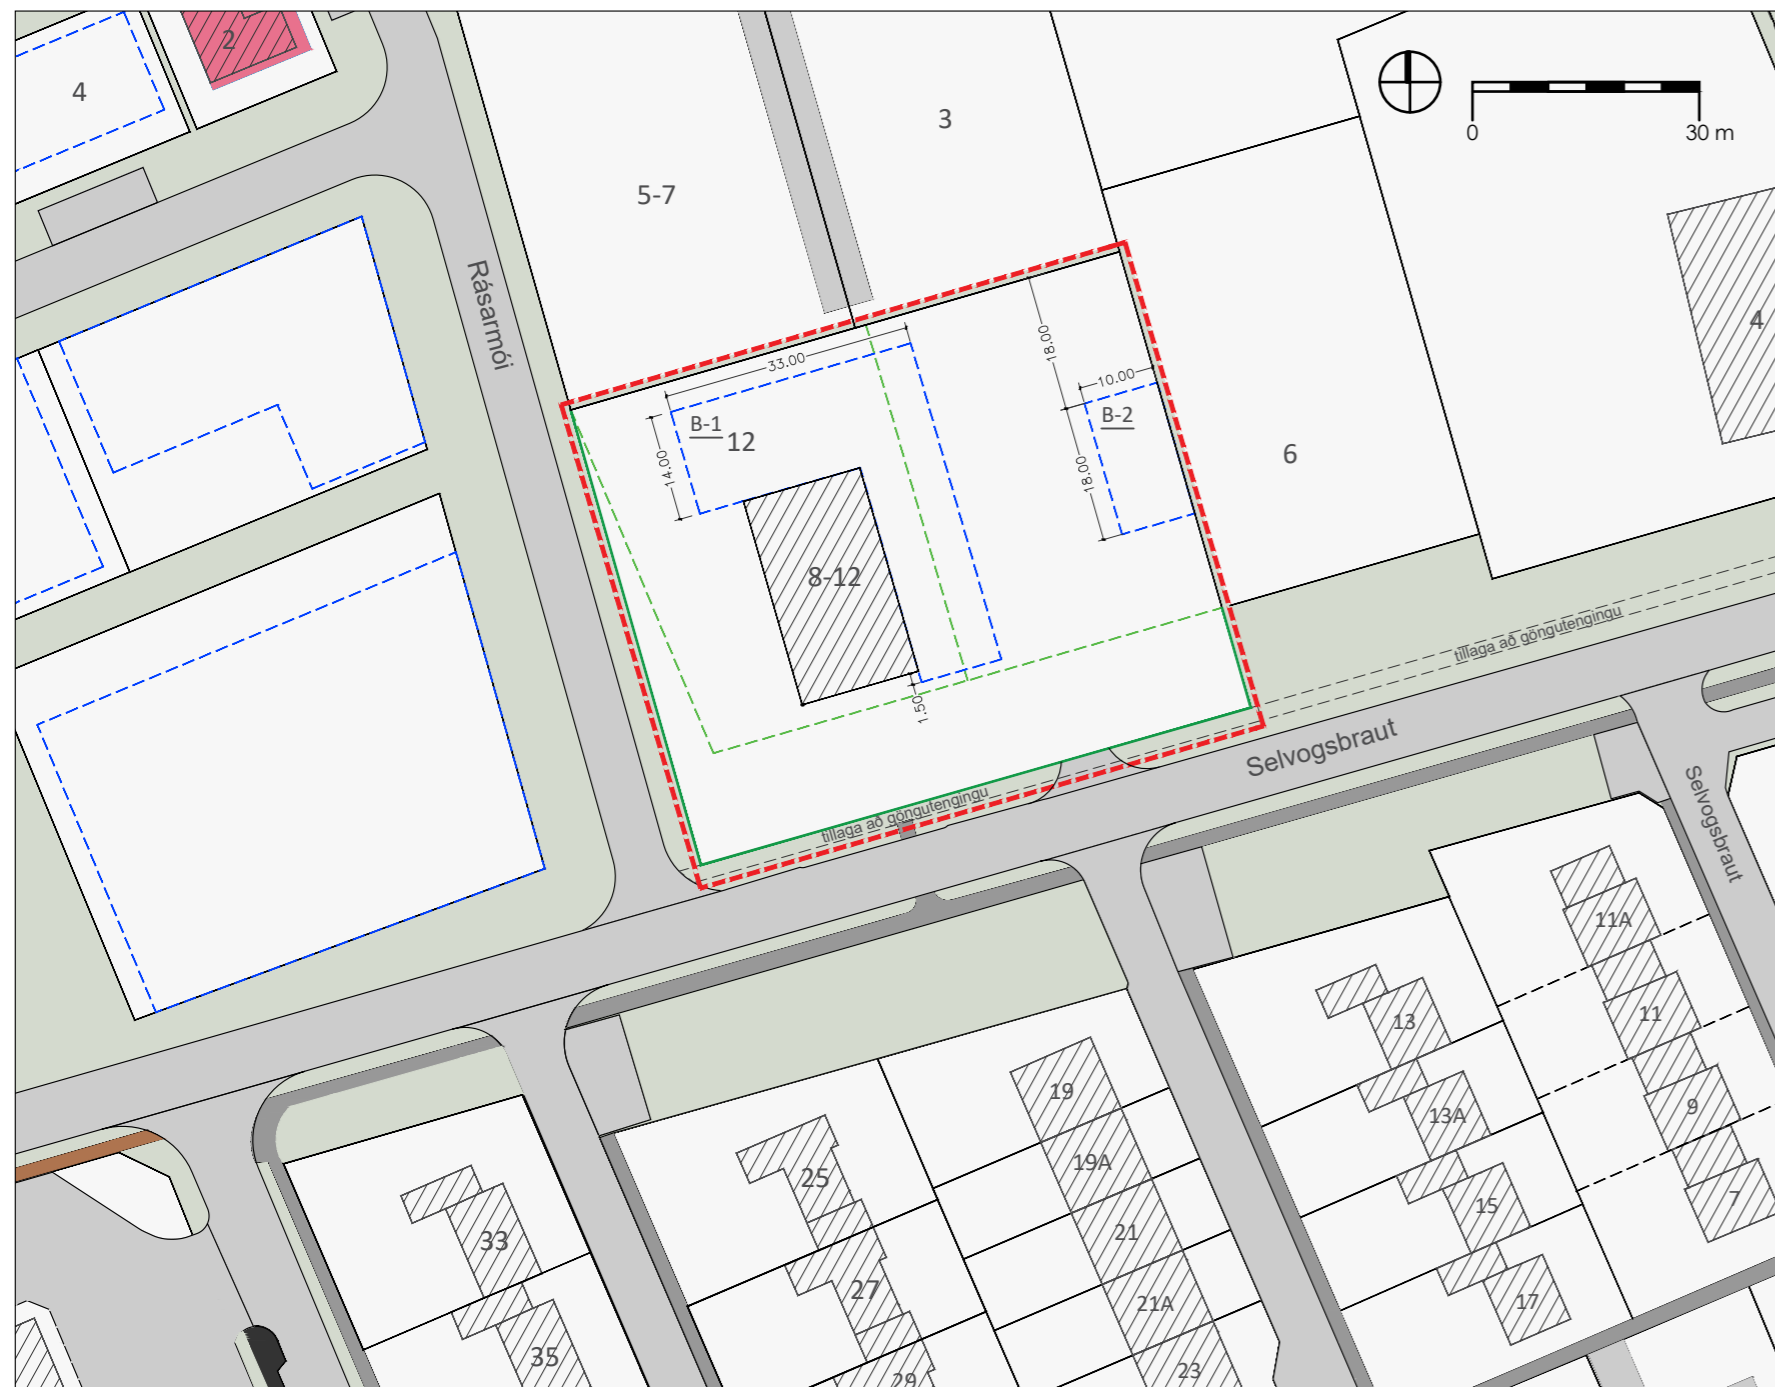 2
4
3
0
30 m
5-7
Rásarmói
18.00
4
33.00
10.00
B-1
12
B-2
14.00
18.00
6
8-12
1.50
tillaga að göngutengingu
tillaga að göngutengingu
Selvogsbraut
Selvogsbraut
11A
13
11
19
13A
9
19A
25
15
7
21
33
27
21A
17
35
23
29